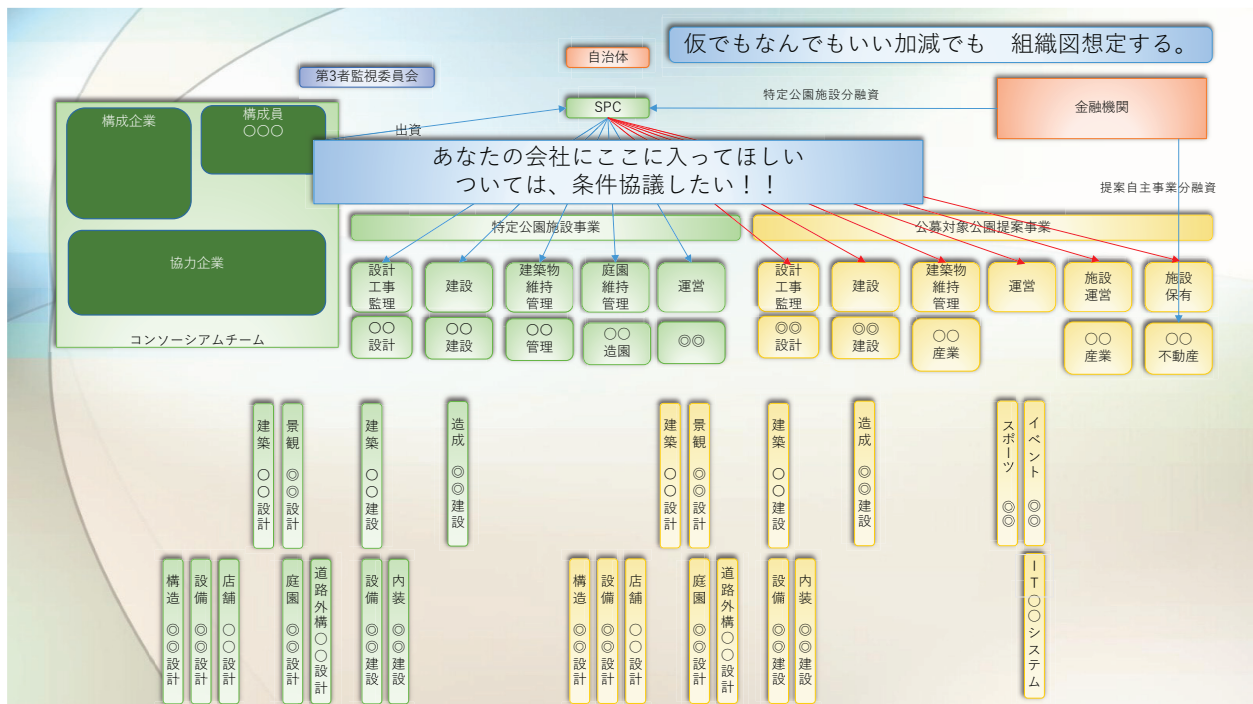 仮でもなんでもいい加減でも　組織図想定する。
自治体
第3者監視委員会
SPC
特定公園施設分融資
金融機関
構成企業
構成員
〇〇〇
出資
あなたの会社にここに入ってほしい
ついては、条件協議したい！！
提案自主事業分融資
協力企業
コンソーシアムチーム
特定公園施設事業
公募対象公園提案事業
設計
工事
監理
建設
建築物
維持
管理
庭園
維持
管理
運営
設計
工事
監理
建設
建築物
維持
管理
運営
施設
運営
施設
保有
〇〇
設計
〇〇
建設
〇〇
管理
〇〇
造園
◎◎
◎◎
設計
◎◎
建設
〇〇
産業
〇〇
産業
〇〇
不動産
建築　〇〇設計
景観　◎◎設計
建築　〇〇建設
造成　◎◎建設
建築　〇〇設計
景観　◎◎設計
建築　〇〇建設
造成　◎◎建設
スポーツ　◎◎
イベント　◎◎
構造　◎◎設計
設備　◎◎設計
店舗　〇〇設計
庭園　◎◎設計
道路外構〇〇設計
設備　◎◎建設
内装　◎◎建設
構造　◎◎設計
設備　◎◎設計
店舗　〇〇設計
庭園　◎◎設計
道路外構〇〇設計
設備　◎◎建設
内装　◎◎建設
IT〇〇システム